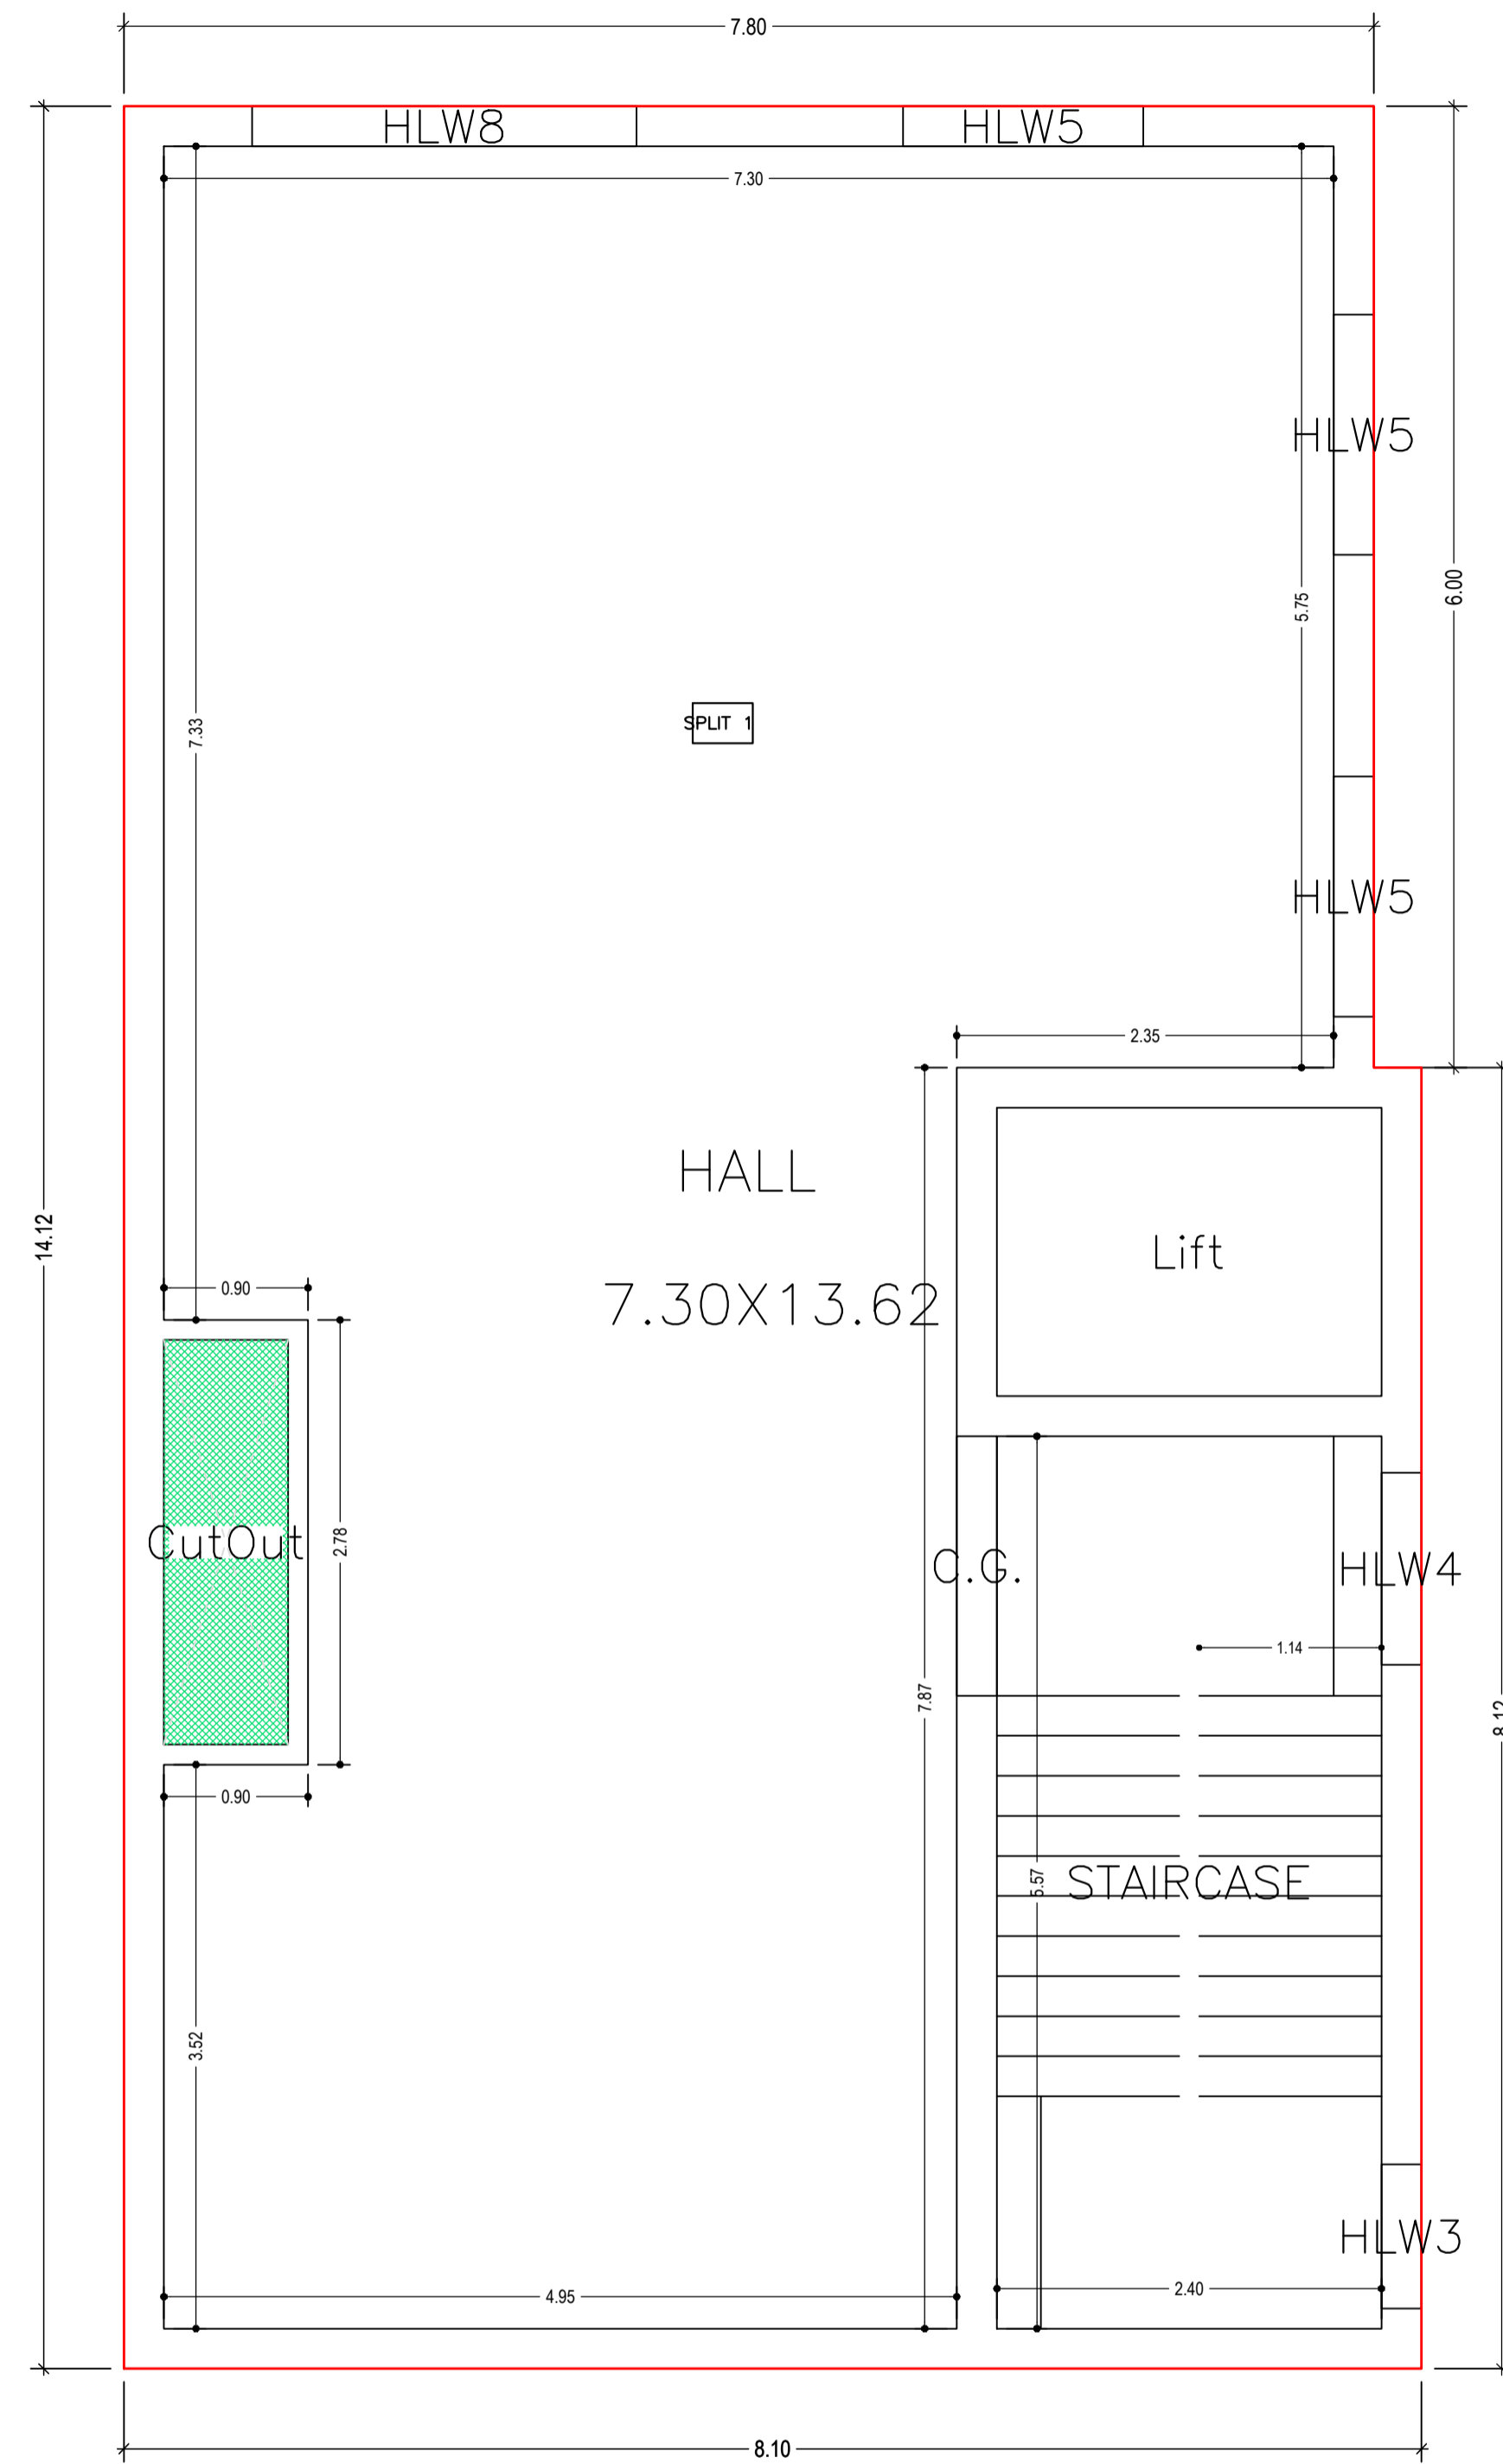 7.80
HLW8
HLW5
7.30
HLW5
6.00
5.75
SPLIT 1
7.33
HLW5
2.35
HALL
14.12
Lift
0.90
7.30X13.62
CutOut
2.78
C.G.
HLW4
1.14
7.87
8.12
0.90
5.57
STAIRCASE
3.52
HLW3
2.40
4.95
8.10